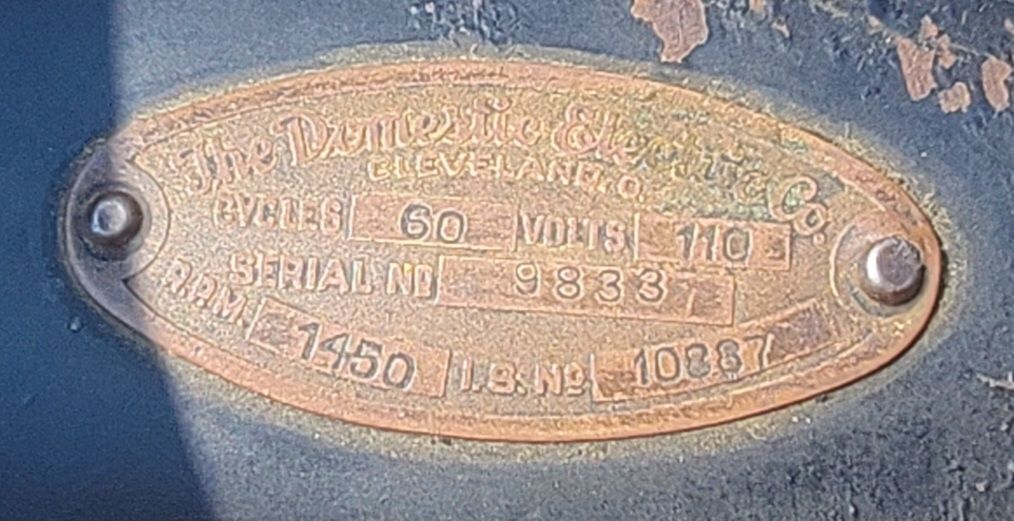 The Domestic Electric Co.
CLEVELAND, O.
CYCLES 60 VOLTS 110
SERIAL NO 98337
R.P.M. 1450 I.B. No 10887